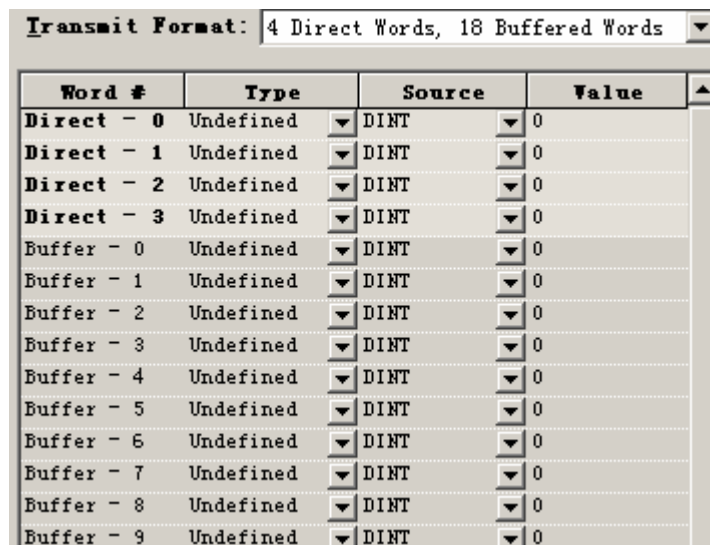 Transmit Format: 4 Direct Words, 18 Buffered Words
Word # Type Source Value
Direct - 0 Undefined DINT 0
Direct - 1 Undefined DINT 0
Direct - 2 Undefined DINT 0
Direct - 3 Undefined DINT 0
Buffer - 0 Undefined DINT 0
Buffer - 1 Undefined DINT 0
Buffer - 2 Undefined DINT 0
Buffer - 3 Undefined DINT 0
Buffer - 4 Undefined DINT 0
Buffer - 5 Undefined DINT 0
Buffer - 6 Undefined DINT 0
Buffer - 7 Undefined DINT 0
Buffer - 8 Undefined DINT 0
Buffer - 9 Undefined DINT 0